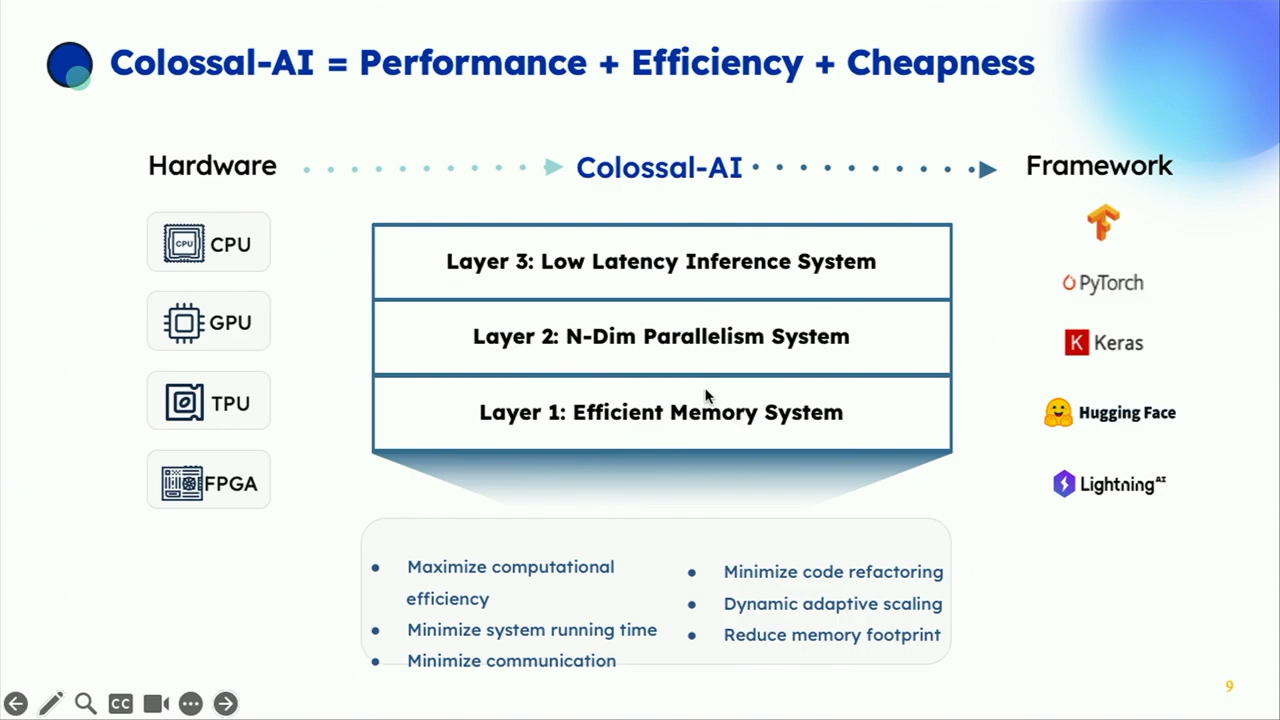 Colossal-AI = Performance + Efficiency + Cheapness
Hardware
Colossal-AI
Framework
CPU
CPU
GPU
TPU
FPGA
Layer 3: Low Latency Inference System
Layer 2: N-Dim Parallelism System
Layer 1: Efficient Memory System
PyTorch
K Keras
Hugging Face
Lightning AI
• Maximize computational
efficiency
• Minimize system running time
• Minimize communication
• Minimize code refactoring
• Dynamic adaptive scaling
• Reduce memory footprint
CC
9